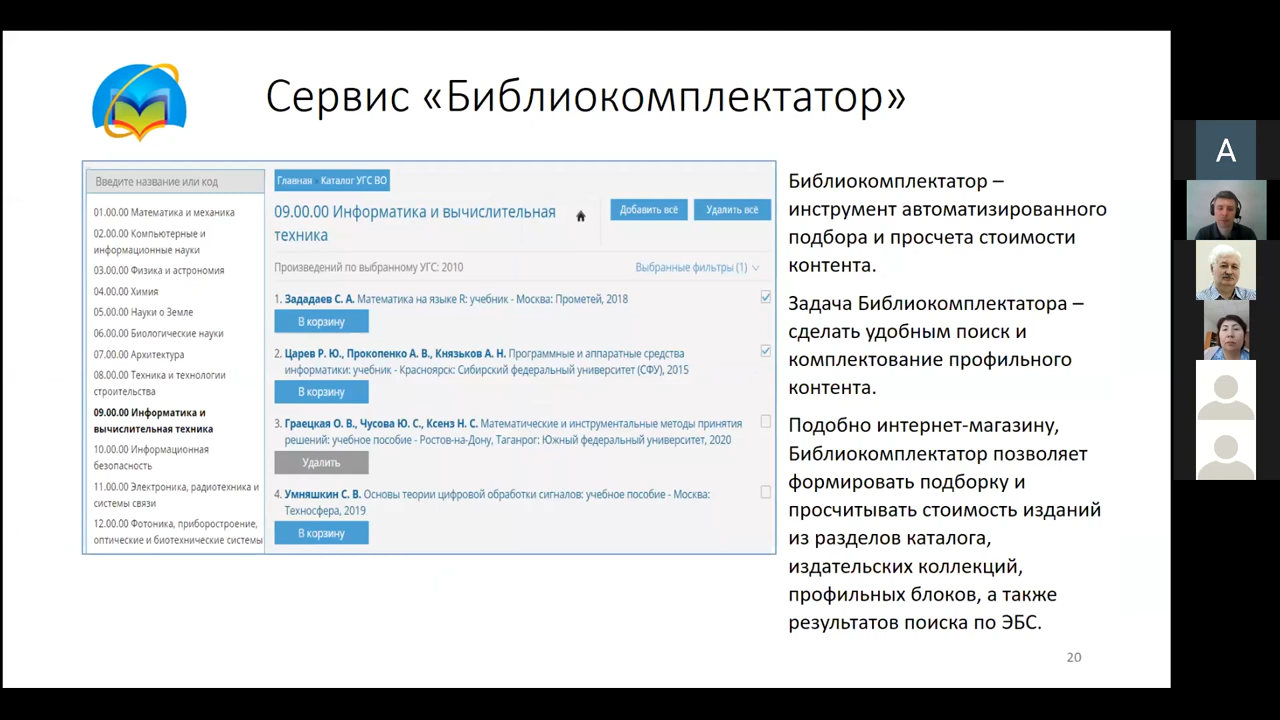 Сервис «Библиокомплектатор»
Введите название или код
01.00.00 Математика и механика
02.00.00 Компьютерные и
информационные науки
03.00.00 Физика и астрономия
04.00.00 Химия
05.00.00 Науки о Земле
06.00.00 Биологические науки
07.00.00 Архитектура
08.00.00 Техника и технологии
строительства
09.00.00 Информатика и
вычислительная техника
10.00.00 Информационная
безопасность
11.00.00 Электроника, радиотехника и
системы связи
12.00.00 Фотоника, приборостроение,
оптические и биотехнические системы
Главная Каталог УГС ВО
09.00.00 Информатика и вычислительная
техника
Добавить всё
Удалить всё
Произведений по выбранному УГС: 2010
Выбранные фильтры (1)
1. Зададаев С. А. Математика на языке R: учебник - Москва: Прометей, 2018
В корзину
2. Царев Р. Ю., Прокопенко А. В., Князьков А. Н. Программные и аппаратные средства
информатики: учебник - Красноярск: Сибирский федеральный университет (СФУ), 2015
В корзину
3. Граецкая О. В., Чусова Ю. С., Ксенз Н. С. Математические и инструментальные методы принятия
решений: учебное пособие - Ростов-на-Дону, Таганрог: Южный федеральный университет, 2020
Удалить
4. Умняшкин С. В. Основы теории цифровой обработки сигналов: учебное пособие - Москва:
Техносфера, 2019
В корзину
Библиокомплектатор –
инструмент автоматизированного
подбора и просчета стоимости
контента.
Задача Библиокомплектатора –
сделать удобным поиск и
комплектование профильного
контента.
Подобно интернет-магазину,
Библиокомплектатор позволяет
формировать подборку и
просчитывать стоимость изданий
из разделов каталога,
издательских коллекций,
профильных блоков, а также
результатов поиска по ЭБС.
20
А